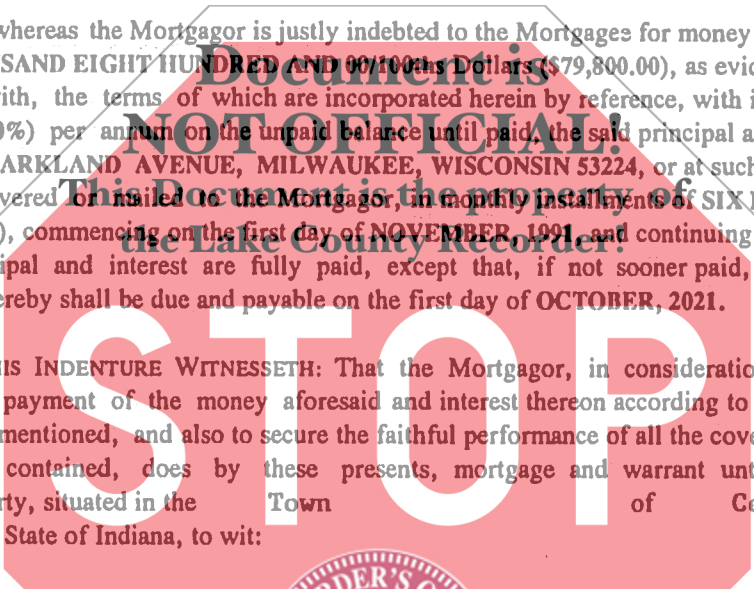 whereas the Mortgagor is justly indebted to the Mortgagee for money
SAND EIGHT HUNDRED AND 00/100ths Dollars ($79,800.00), as evid
Document is
ith, the terms of which are incorporated herein by reference, with i
0%) per annum on the unpaid balance until paid, the said principal a
NOT OFFICIAL!
ARKLAND AVENUE, MILWAUKEE, WISCONSIN 53224, or at such
vered or mailed to the Mortgagor, in monthly installments of SIX
This Document is the property of
), commencing on the first day of NOVEMBER, 1991, and continuing
the Lake County Recorder!
ipal and interest are fully paid, except that, if not sooner paid,
ereby shall be due and payable on the first day of OCTOBER, 2021.
STOP
IS INDENTURE WITNESSETH: That the Mortgagor, in consideratio
payment of the money aforesaid and interest thereon according to
mentioned, and also to secure the faithful performance of all the cove
contained, does by these presents, mortgage and warrant unt
rty, situated in the Town of Ce
State of Indiana, to wit:
DER'S